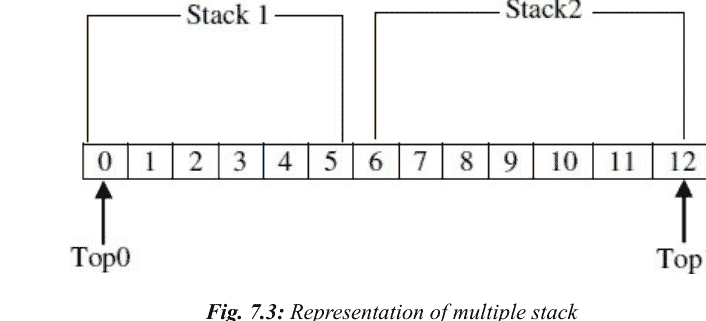 Stack 1 Stack2
0 1 2 3 4 5 6 7 8 9 10 11 12
Top0 Top
Fig. 7.3: Representation of multiple stack